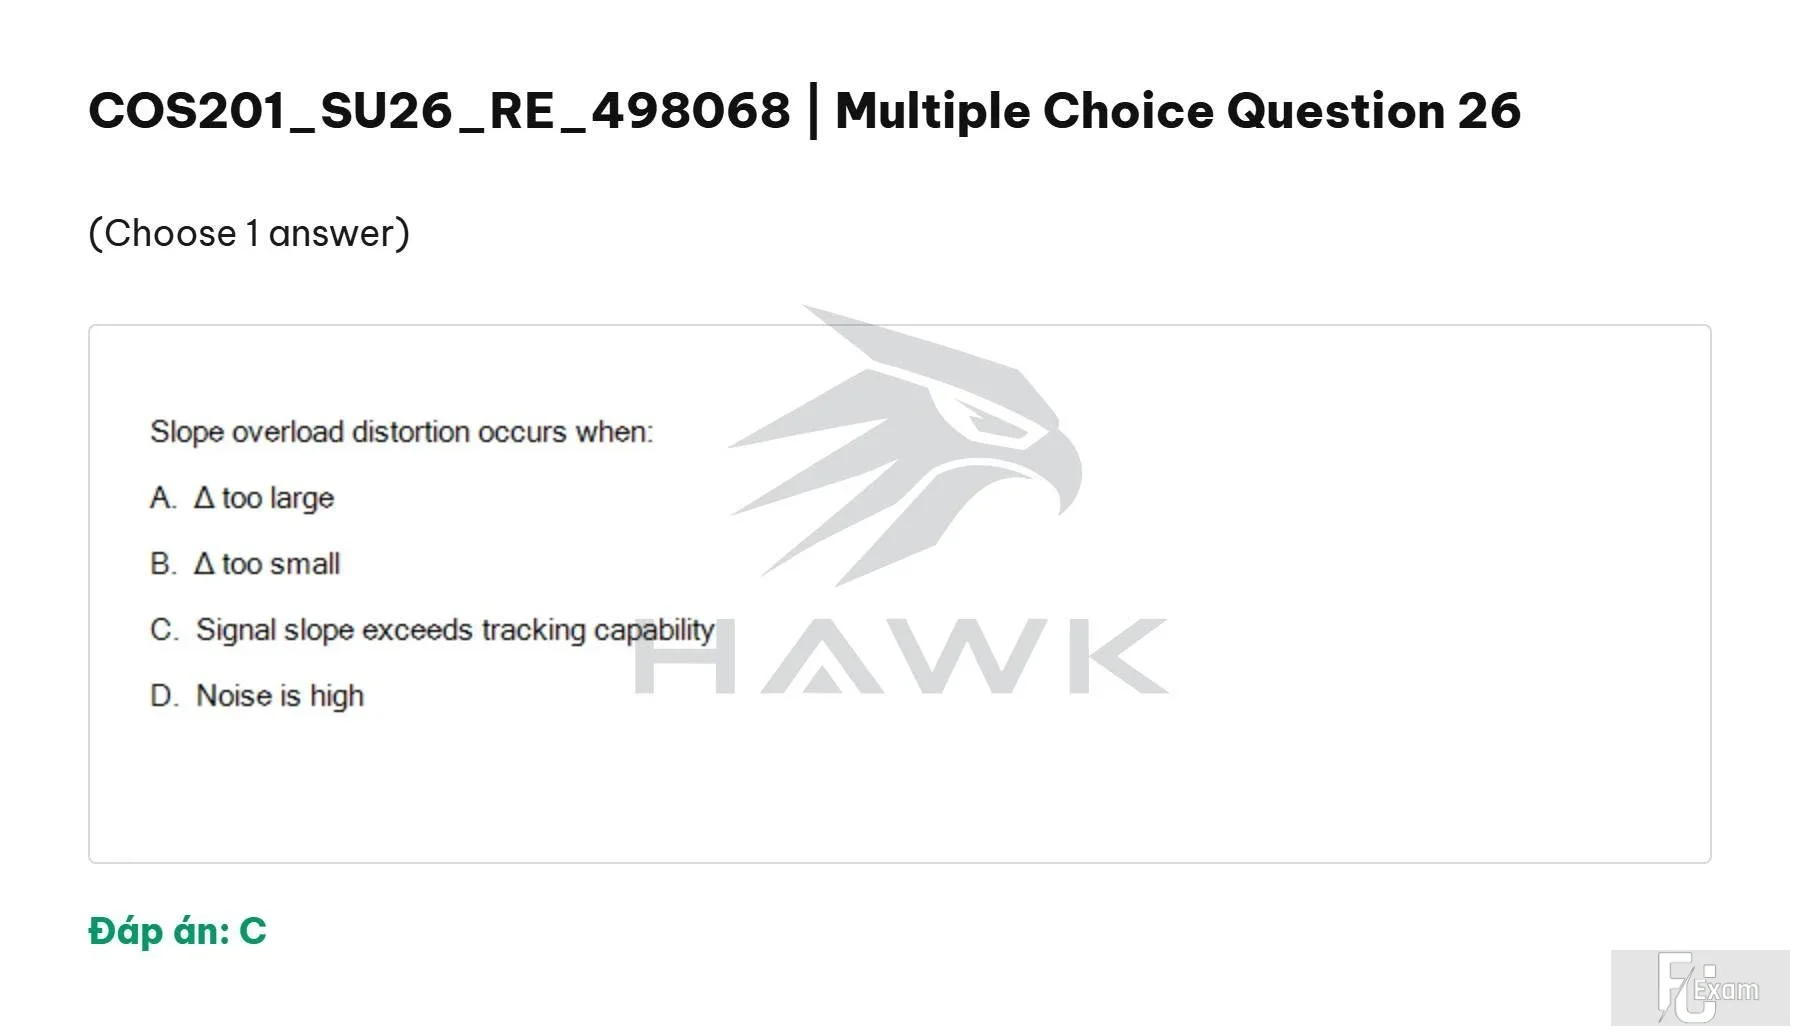 COS201_SU26_RE_498068 | Multiple Choice Question 26
(Choose 1 answer)
Slope overload distortion occurs when:
A. Δ too large
B. Δ too small
C. Signal slope exceeds tracking capability
D. Noise is high
HAWK
Đáp án: C
FU Exam